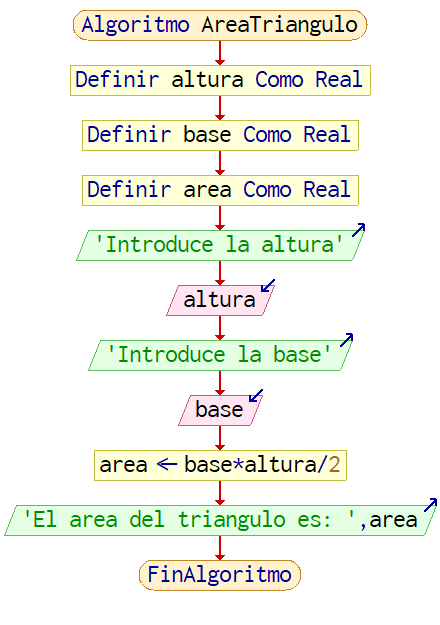 Algoritmo AreaTriangulo
Definir altura Como Real
Definir base Como Real
Definir area Como Real
'Introduce la altura'
altura
'Introduce la base'
base
area ← base*altura/2
'El area del triangulo es: ',area
FinAlgoritmo